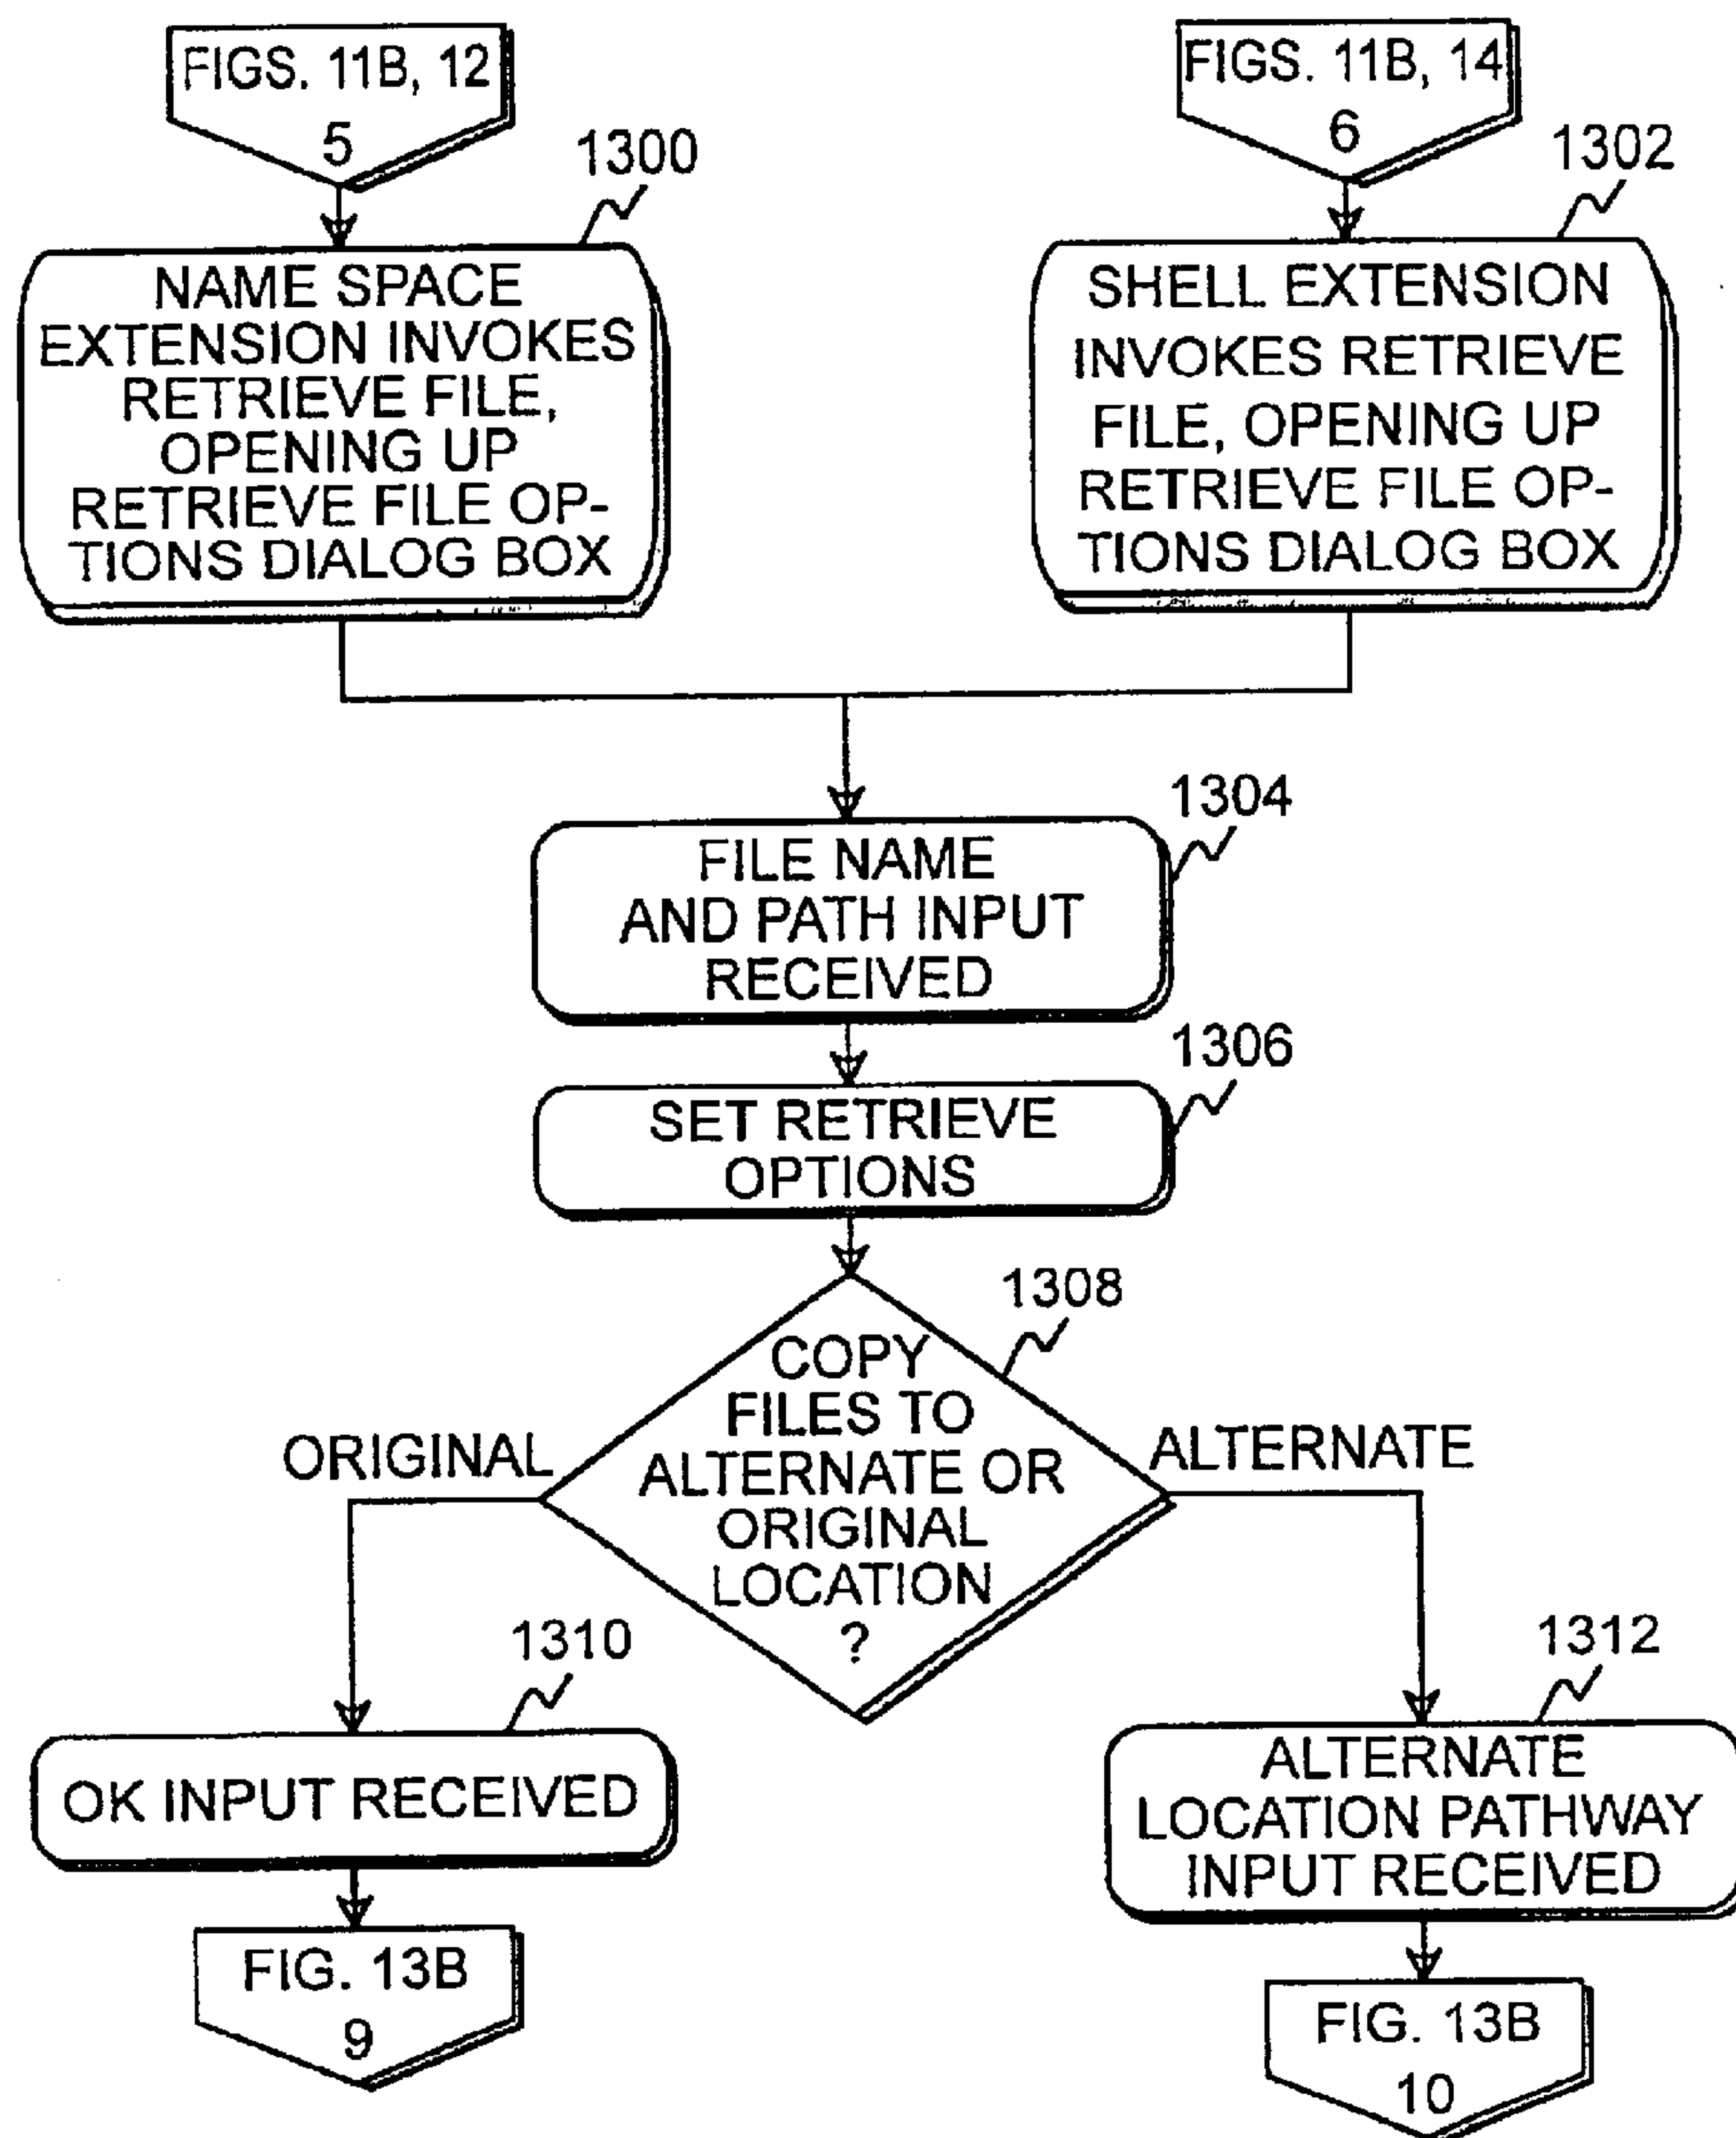 FIGS. 11B, 12
5
FIGS. 11B, 14
6
1300
NAME SPACE
EXTENSION INVOKES
RETRIEVE FILE,
OPENING UP
RETRIEVE FILE OP-
TIONS DIALOG BOX
1302
SHELL EXTENSION
INVOKES RETRIEVE
FILE, OPENING UP
RETRIEVE FILE OP-
TIONS DIALOG BOX
1304
FILE NAME
AND PATH INPUT
RECEIVED
1306
SET RETRIEVE
OPTIONS
1308
COPY
FILES TO
ALTERNATE OR
ORIGINAL
LOCATION
?
ORIGINAL
ALTERNATE
1310
OK INPUT RECEIVED
1312
ALTERNATE
LOCATION PATHWAY
INPUT RECEIVED
FIG. 13B
9
FIG. 13B
10